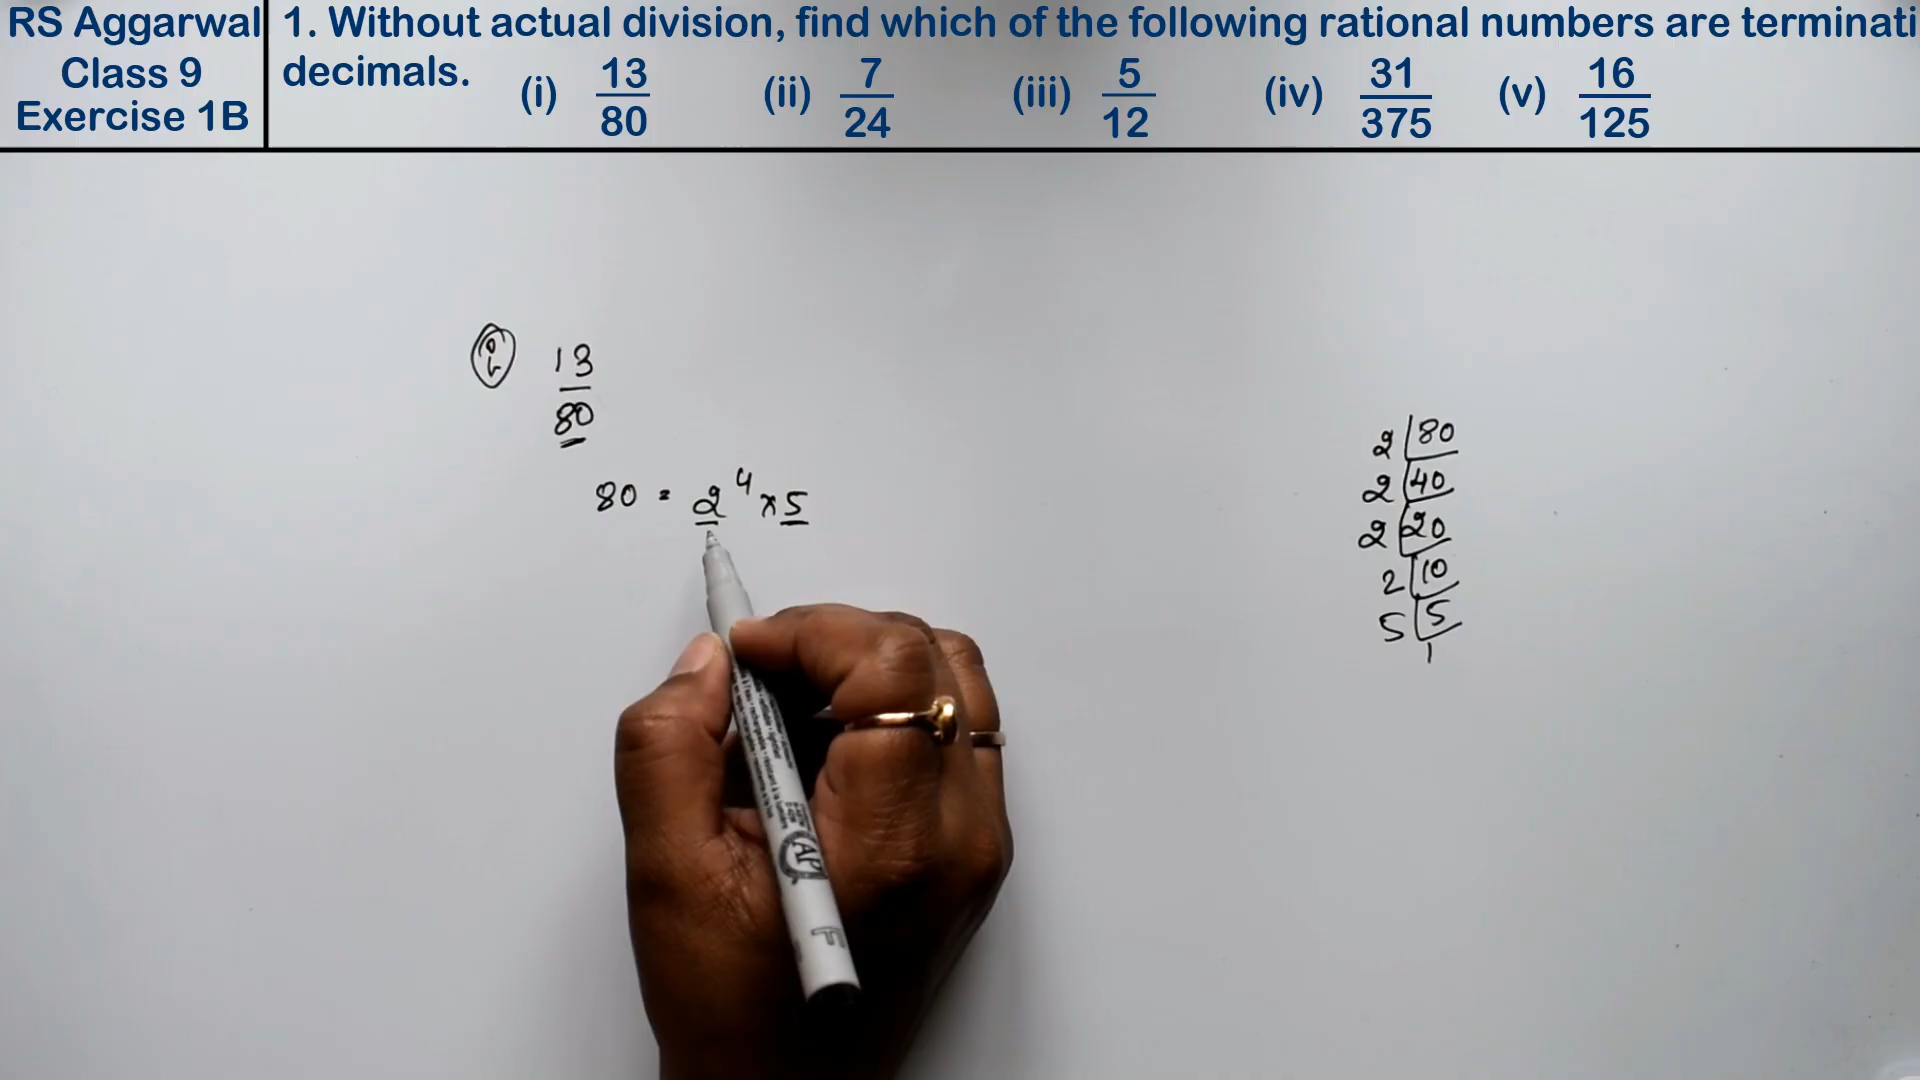 RS Aggarwal
Class 9
Exercise 1B
1. Without actual division, find which of the following rational numbers are terminati
decimals. (i) 13/80 (ii) 7/24 (iii) 5/12 (iv) 31/375 (v) 16/125
i 13/80
80 = 2^4 × 5
2 | 80
2 | 40
2 | 20
2 | 10
5 | 5
1
AP
F